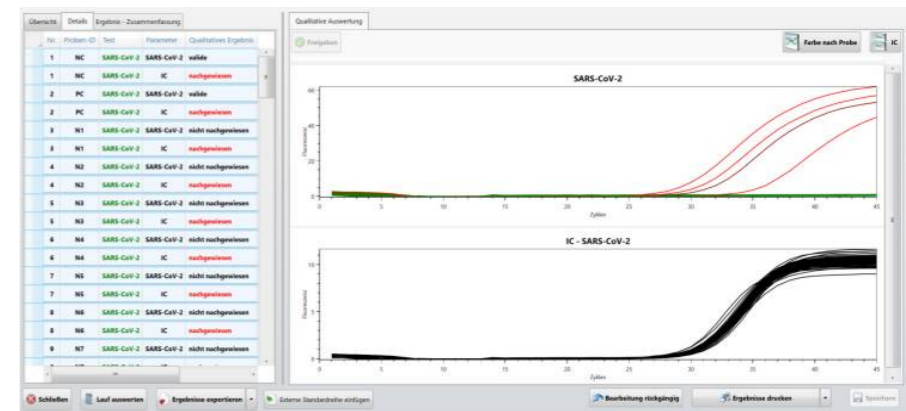 Übersicht Details Ergebnis - Zusammenfassung
Nr. Proben-ID Test Parameter Qualitatives Ergebnis
1 NC SARS-CoV-2 SARS-CoV-2 valide
1 NC SARS-CoV-2 IC nachgewiesen
2 PC SARS-CoV-2 SARS-CoV-2 valide
2 PC SARS-CoV-2 IC nachgewiesen
3 N1 SARS-CoV-2 SARS-CoV-2 nicht nachgewiesen
3 N1 SARS-CoV-2 IC nachgewiesen
4 N2 SARS-CoV-2 SARS-CoV-2 nicht nachgewiesen
4 N2 SARS-CoV-2 IC nachgewiesen
5 N3 SARS-CoV-2 SARS-CoV-2 nicht nachgewiesen
5 N3 SARS-CoV-2 IC nachgewiesen
6 N4 SARS-CoV-2 SARS-CoV-2 nicht nachgewiesen
6 N4 SARS-CoV-2 IC nachgewiesen
7 N5 SARS-CoV-2 SARS-CoV-2 nicht nachgewiesen
7 N5 SARS-CoV-2 IC nachgewiesen
8 N6 SARS-CoV-2 SARS-CoV-2 nicht nachgewiesen
8 N6 SARS-CoV-2 IC nachgewiesen
9 N7 SARS-CoV-2 SARS-CoV-2 nicht nachgewiesen
Qualitative Auswertung
Freigeben Farbe nach Probe IC
SARS-CoV-2
Fluoreszenz
60
40
20
0
0 5 10 15 20 25 30 35 40 45
Zyklen
IC - SARS-CoV-2
Fluoreszenz
10
5
0
0 5 10 15 20 25 30 35 40 45
Zyklen
Schließen Lauf auswerten Ergebnisse exportieren Externe Standardreihe einfügen Bearbeitung rückgängig Ergebnisse drucken Speichern